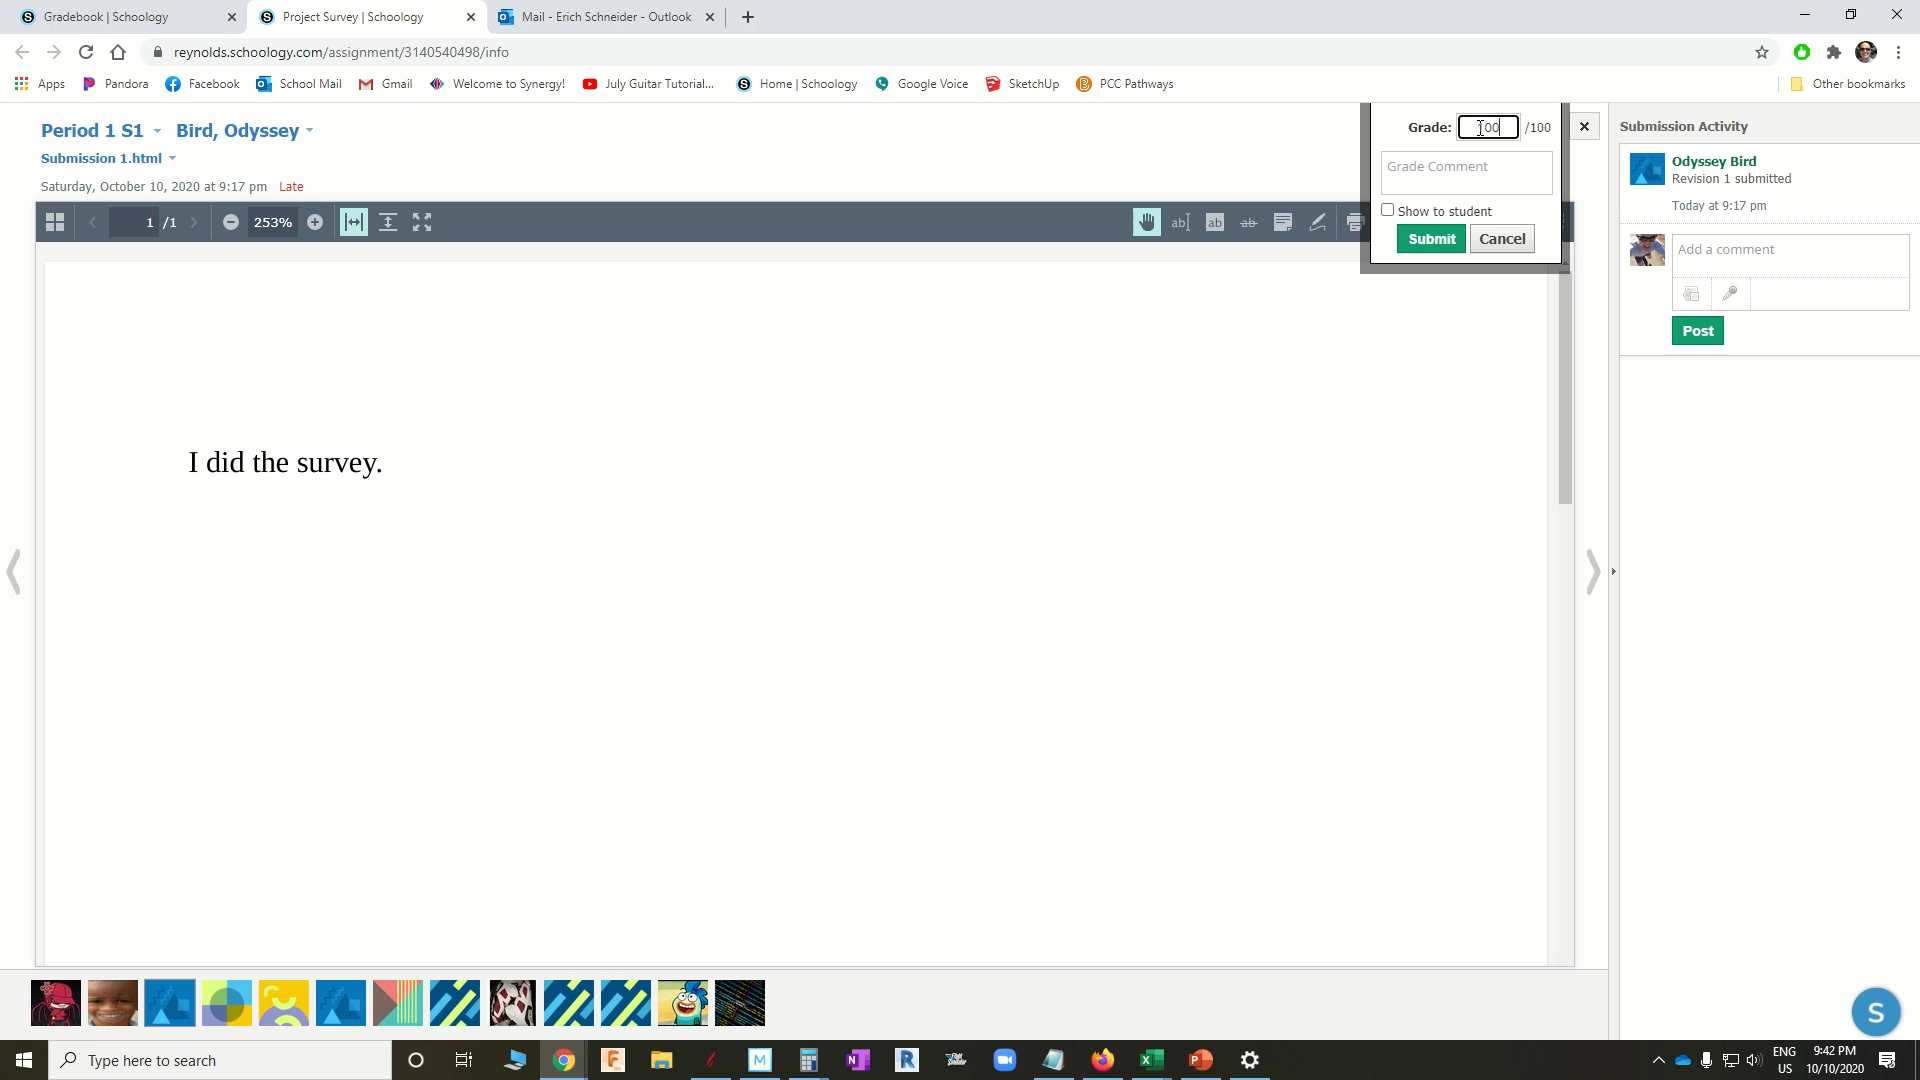 Gradebook | Schoology
Project Survey | Schoology
Mail - Erich Schneider - Outlook
reynolds.schoology.com/assignment/3140540498/info
Apps
Pandora
Facebook
School Mail
Gmail
Welcome to Synergy!
July Guitar Tutorial...
Home | Schoology
Google Voice
SketchUp
PCC Pathways
Other bookmarks
Period 1 S1
Bird, Odyssey
Submission 1.html
Saturday, October 10, 2020 at 9:17 pm Late
1 /1
253%
Grade: 100 /100
Grade Comment
Show to student
Submit
Cancel
Submission Activity
Odyssey Bird
Revision 1 submitted
Today at 9:17 pm
Add a comment
Post
I did the survey.
Type here to search
ENG
US
9:42 PM
10/10/2020